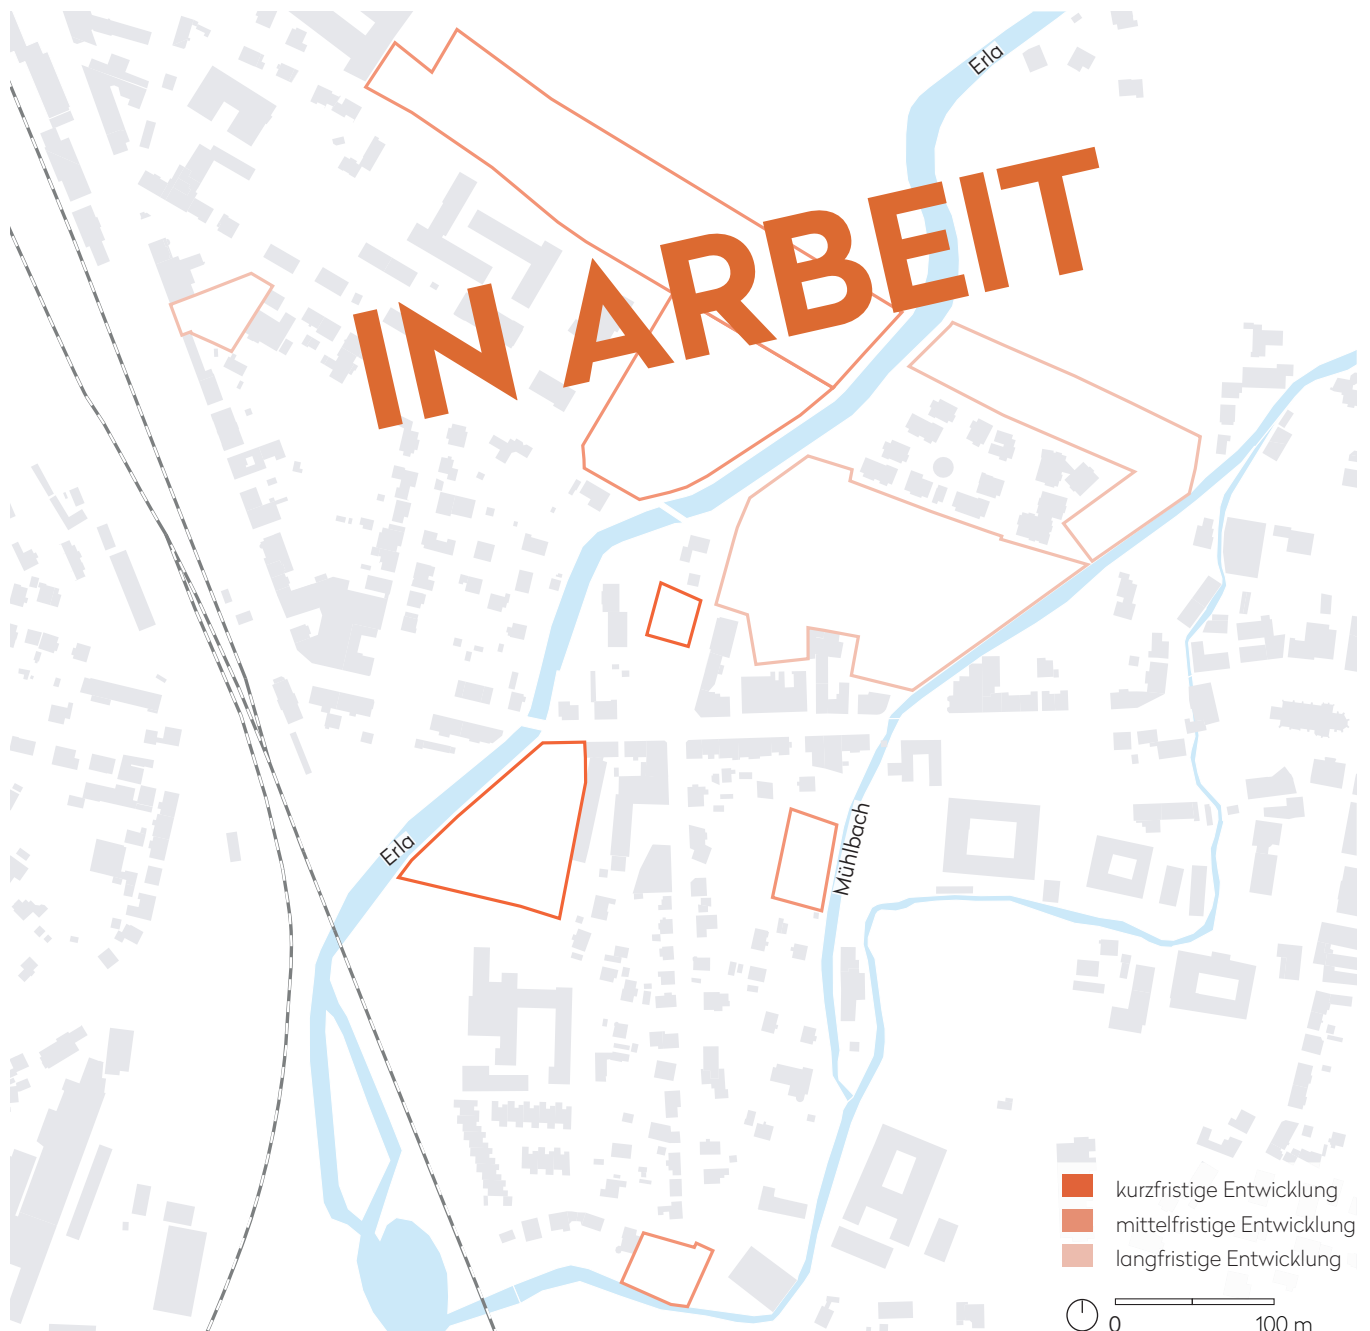 Erla
IN ARBEIT
Erla
Mühlbach
kurzfristige Entwicklung
mittelfristige Entwicklung
langfristige Entwicklung
0 100 m